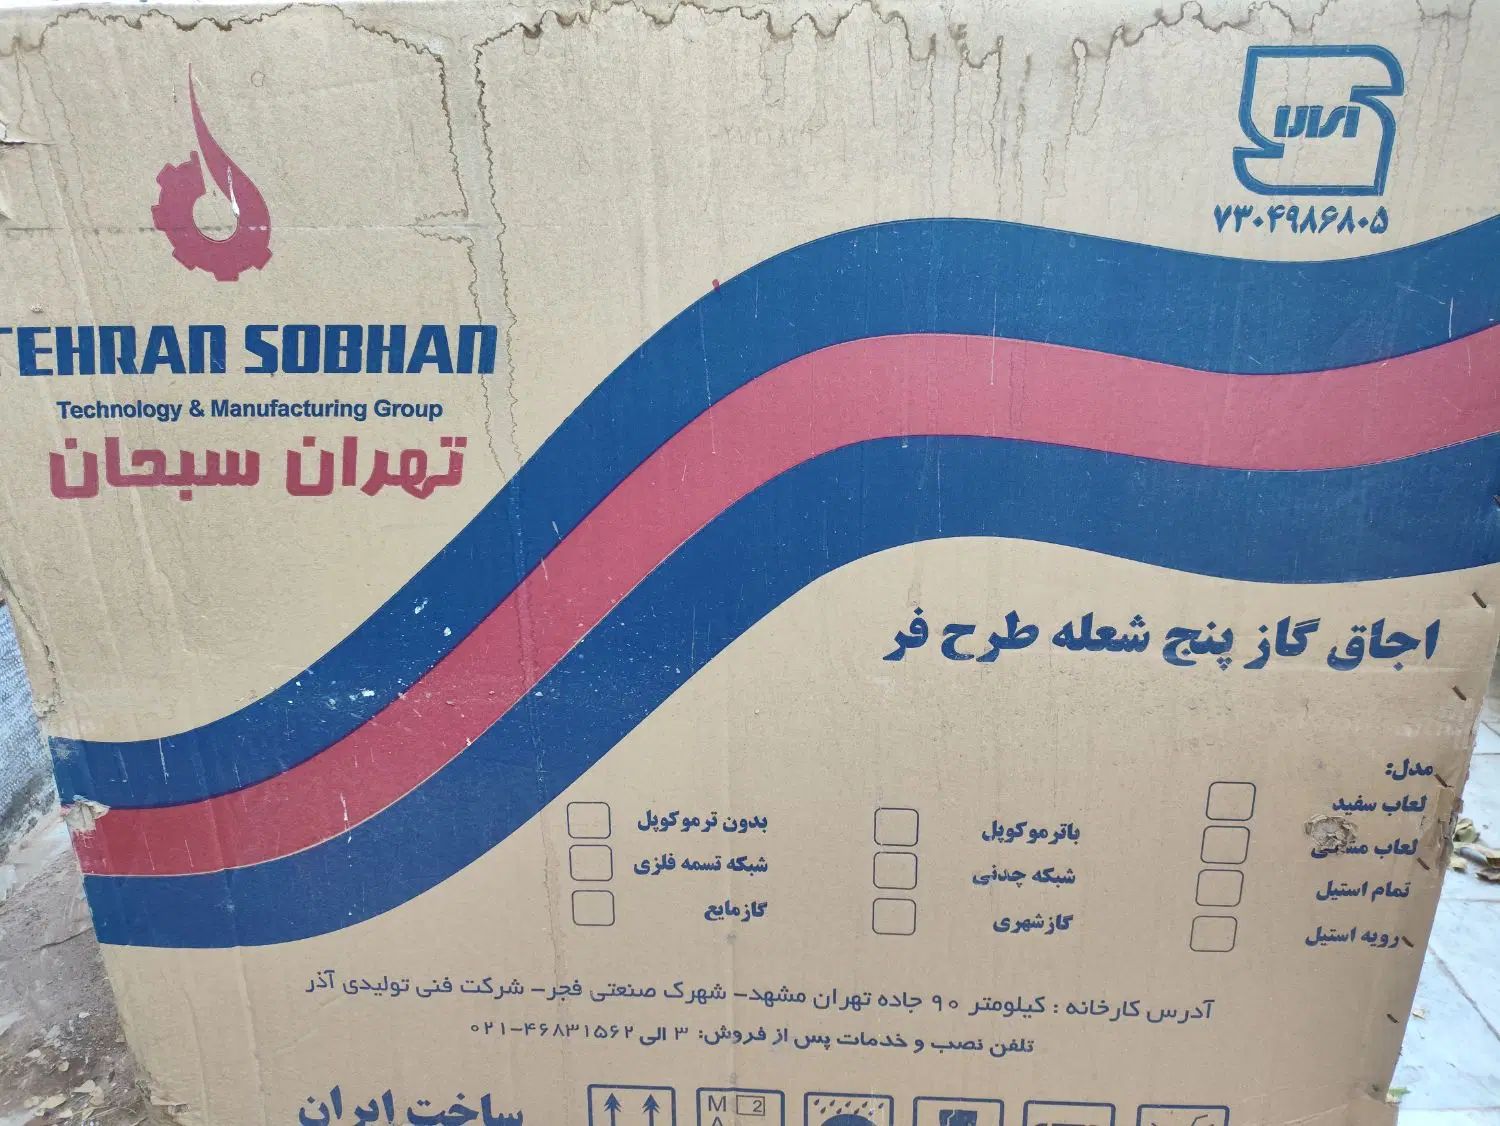 استاندارد
۷۳۰۴۹۸۶۸۰۵
TEHRAN SOBHAN
Technology & Manufacturing Group
تهران سبحان
اجاق گاز پنج شعله طرح فر
مدل:
لعاب سفید
باترموکوپل
بدون ترموکوپل
لعاب
شبکه چدنی
شبکه تسمه فلزی
تمام استیل
گازشهری
گازمایع
رویه استیل
آدرس کارخانه : کیلومتر ۹۰ جاده تهران مشهد- شهرک صنعتی فجر- شرکت فنی تولیدی آذر
تلفن نصب و خدمات پس از فروش: ۳ الی ۴۶۸۳۱۵۶۲-۰۲۱
ساخت ایران
M 2